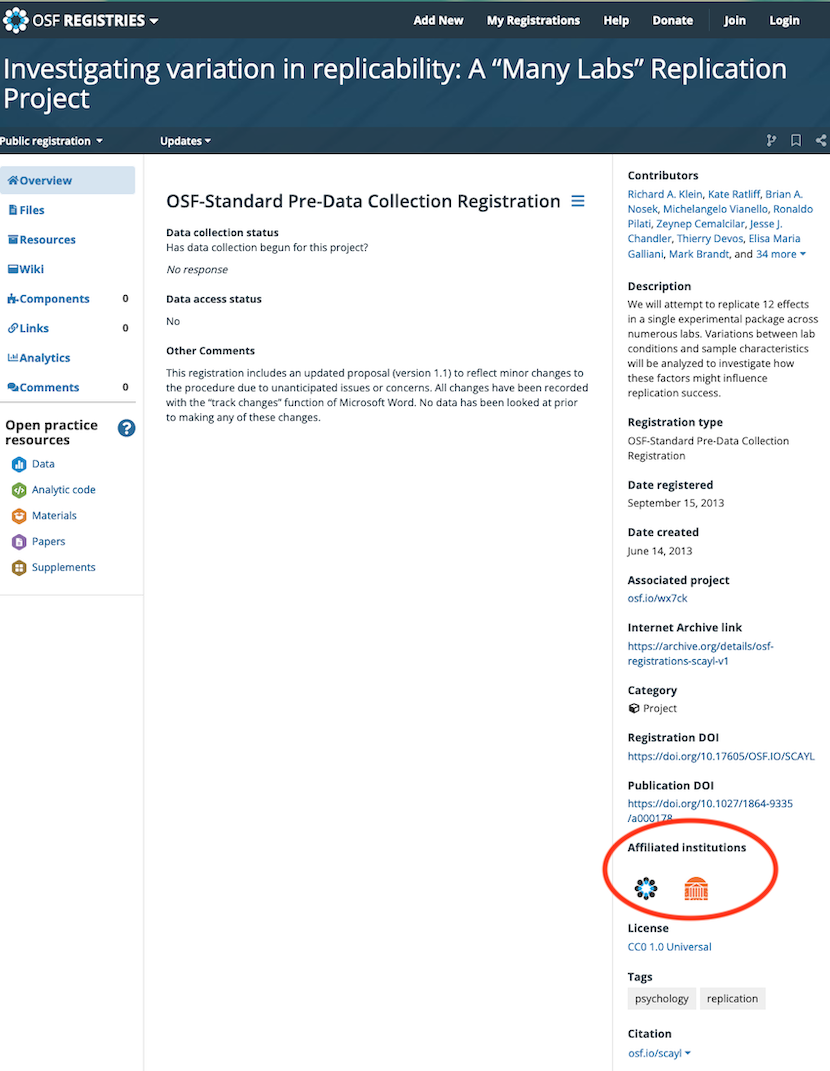 OSF REGISTRIES
Add New
My Registrations
Help
Donate
Join
Login
Investigating variation in replicability: A “Many Labs” Replication
Project
Public registration
Updates
Overview
Files
Resources
Wiki
Components 0
Links 0
Analytics
Comments 0
Open practice
resources
?
Data
Analytic code
Materials
Papers
Supplements
OSF-Standard Pre-Data Collection Registration
Data collection status
Has data collection begun for this project?
No response
Data access status
No
Other Comments
This registration includes an updated proposal (version 1.1) to reflect minor changes to
the procedure due to unanticipated issues or concerns. All changes have been recorded
with the “track changes” function of Microsoft Word. No data has been looked at prior
to making any of these changes.
Contributors
Richard A. Klein, Kate Ratliff, Brian A.
Nosek, Michelangelo Vianello, Ronaldo
Pilati, Zeynep Cemalcilar, Jesse J.
Chandler, Thierry Devos, Elisa Maria
Galliani, Mark Brandt, and 34 more
Description
We will attempt to replicate 12 effects
in a single experimental package across
numerous labs. Variations between lab
conditions and sample characteristics
will be analyzed to investigate how
these factors might influence
replication success.
Registration type
OSF-Standard Pre-Data Collection
Registration
Date registered
September 15, 2013
Date created
June 14, 2013
Associated project
osf.io/wx7ck
Internet Archive link
https://archive.org/details/osf-
registrations-scayl-v1
Category
Project
Registration DOI
https://doi.org/10.17605/OSF.IO/SCAYL
Publication DOI
https://doi.org/10.1027/1864-9335
/a000178
Affiliated institutions
License
CC0 1.0 Universal
Tags
psychology
replication
Citation
osf.io/scayl